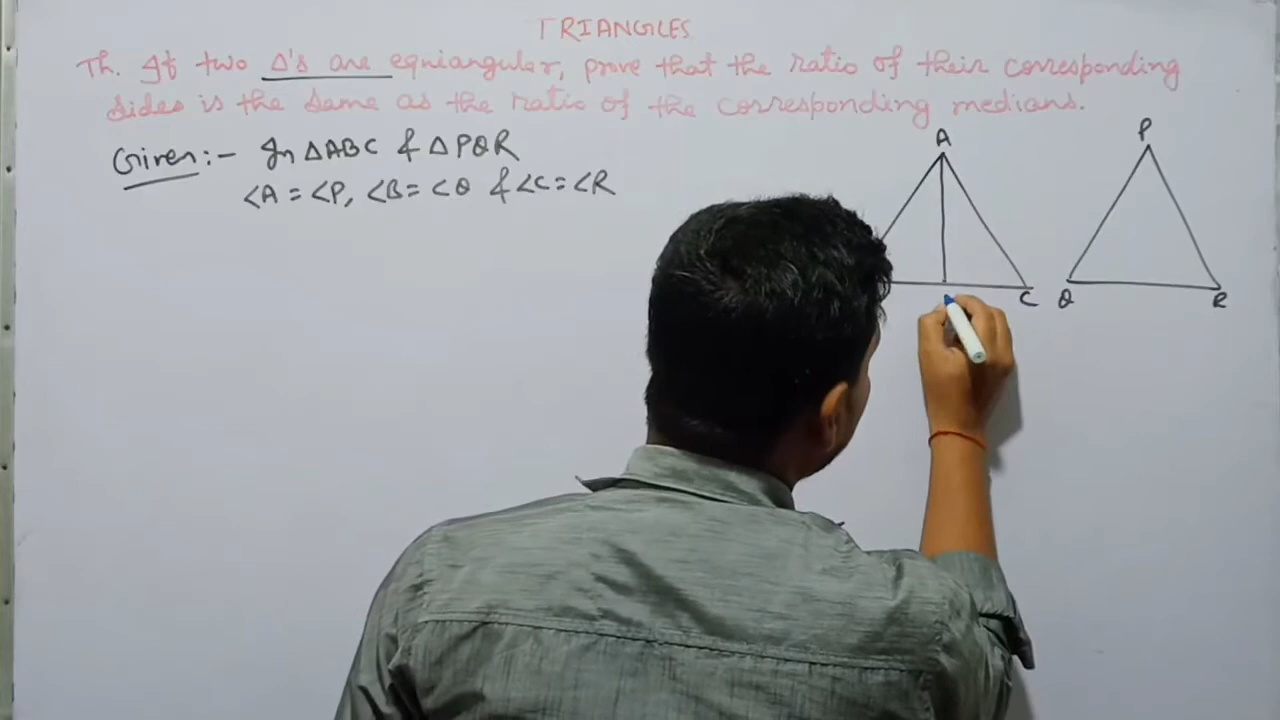 TRIANGLES
Th. If two Δ's are equiangular, prove that the ratio of their corresponding
sides is the same as the ratio of the corresponding medians.
Given:- In ΔABC & ΔPQR
∠A = ∠P, ∠B = ∠Q & ∠C = ∠R
A
P
C
Q
R